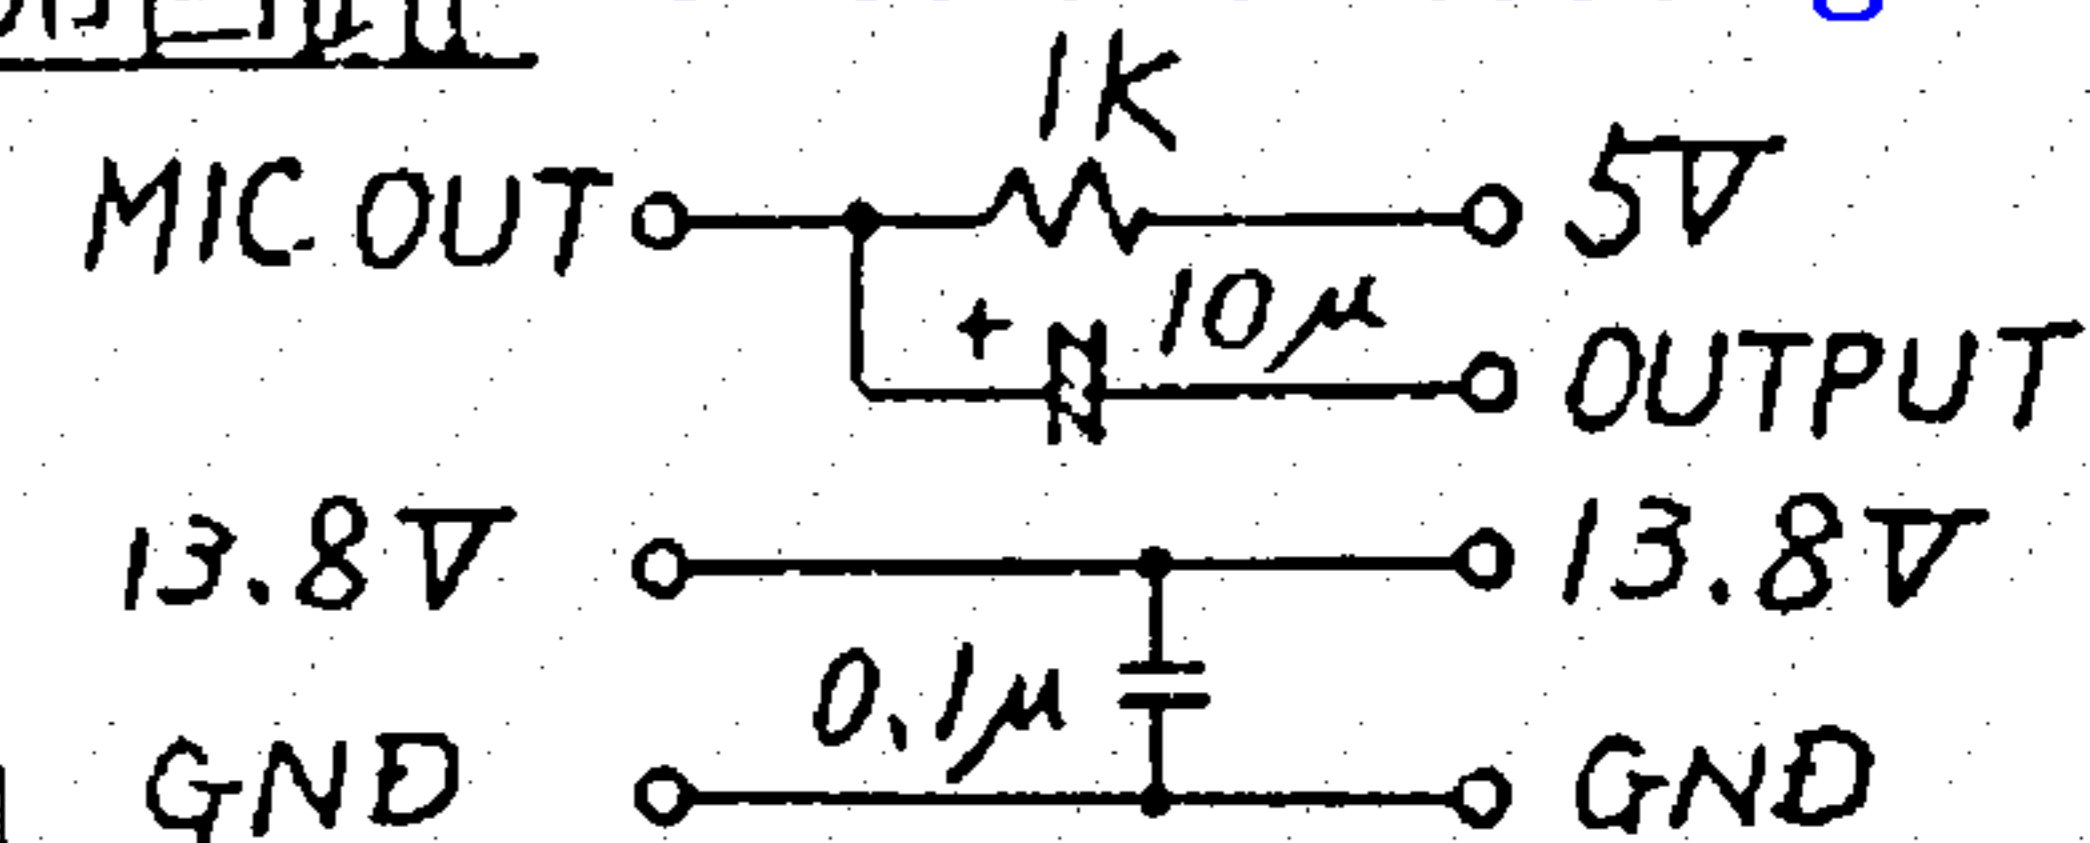 1K
MIC OUT 5V
+ 10μ
OUTPUT
13.8V 13.8V
0.1μ
GND GND